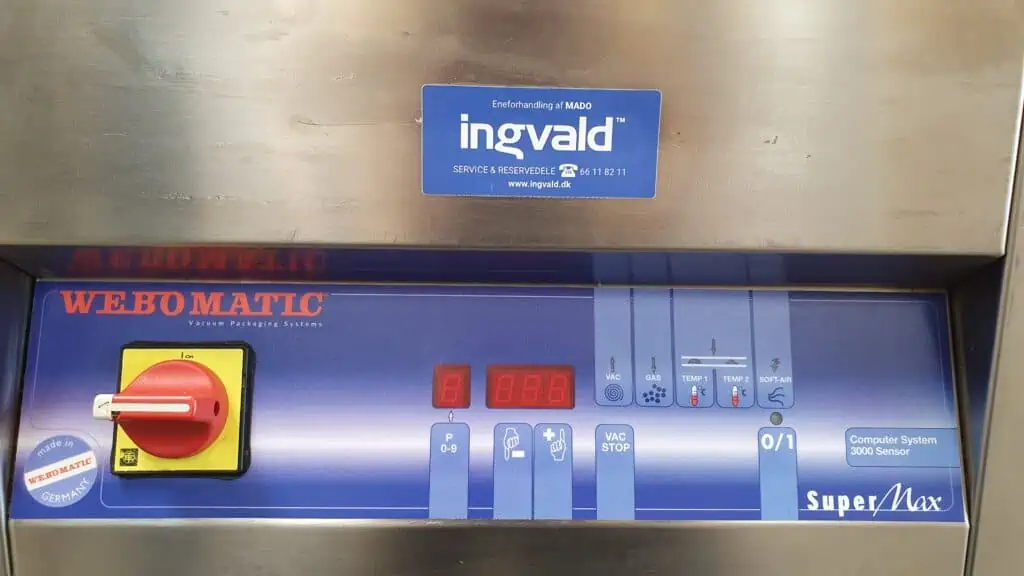 Eneforhandling af MADO
ingvald™
SERVICE & RESERVEDELE ☎ 66 11 82 11
www.ingvald.dk
WEBOMATIC
Vacuum Packaging Systems
I ON
made in
WEBOMATIC
GERMANY
VAC
GAS
TEMP 1
°C
TEMP 2
°C
SOFT-AIR
P
0-9
-
+
VAC
STOP
0/1
Computer System
3000 Sensor
Super Max